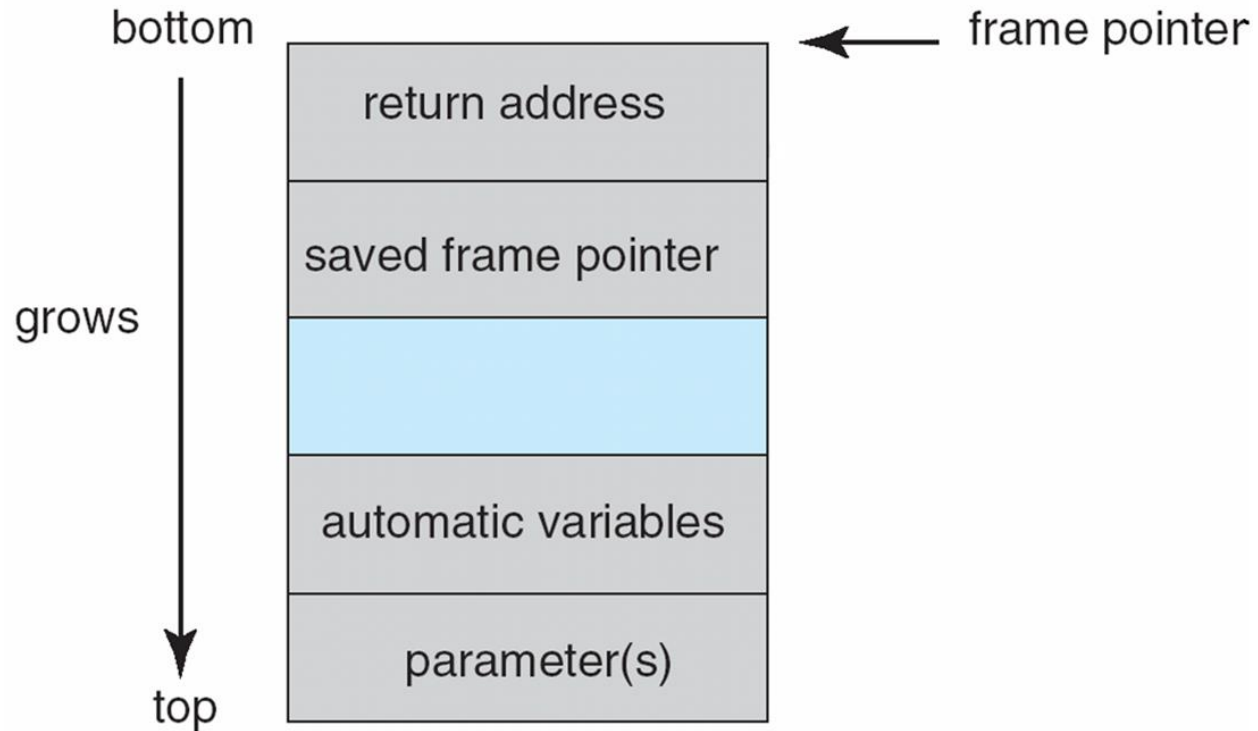 bottom
frame pointer
return address
saved frame pointer
grows
automatic variables
parameter(s)
top